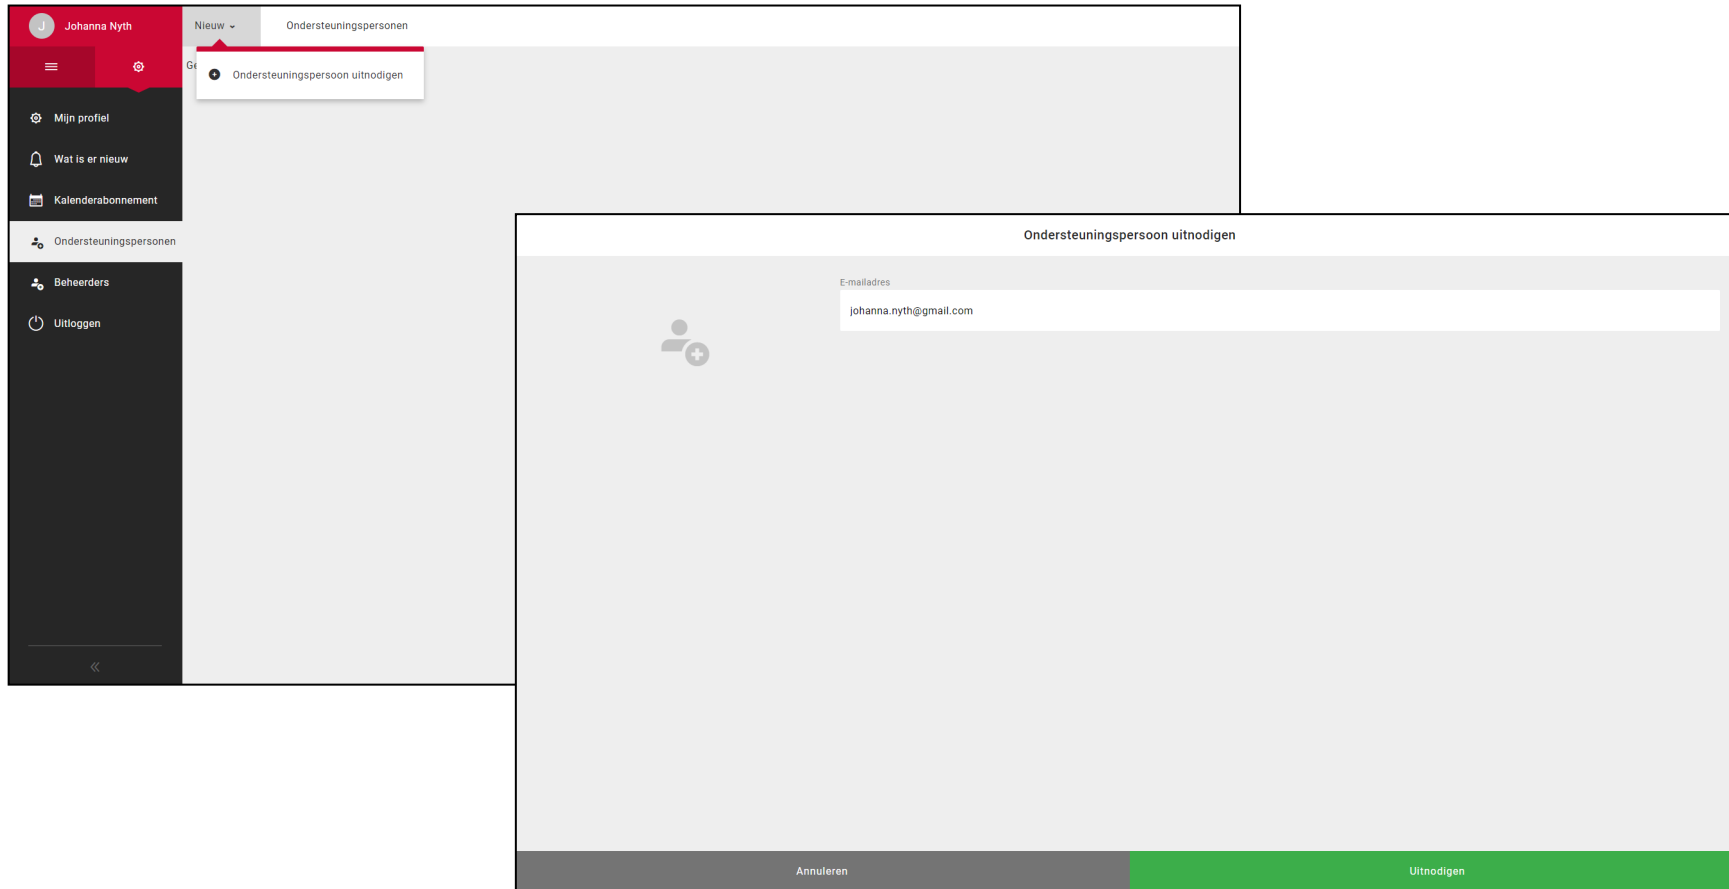 J
Johanna Nyth
Nieuw
Ondersteuningspersonen
Ondersteuningspersoon uitnodigen
Mijn profiel
Wat is er nieuw
Kalenderabonnement
Ondersteuningspersonen
Beheerders
Uitloggen
Ondersteuningspersoon uitnodigen
E-mailadres
johanna.nyth@gmail.com
Annuleren
Uitnodigen